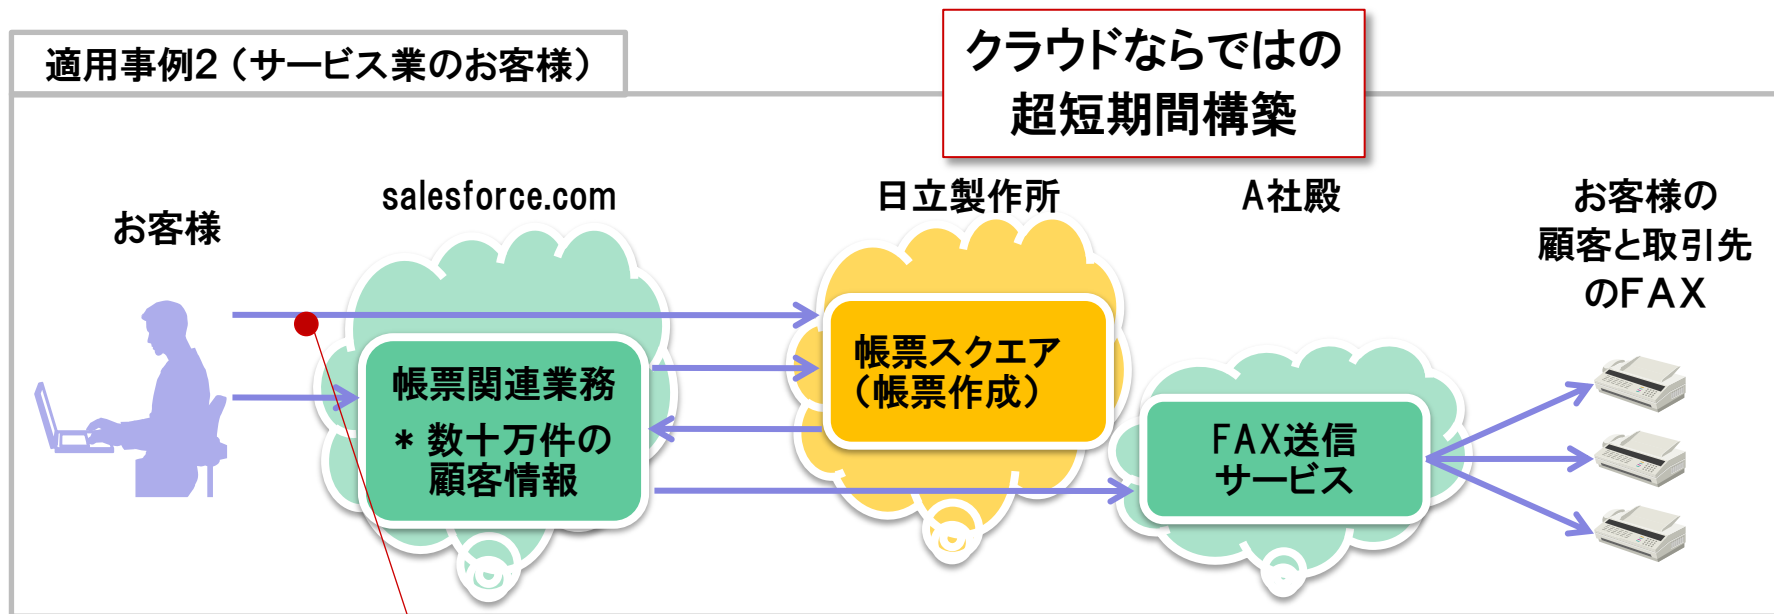 適用事例2（サービス業のお客様）
クラウドならではの
超短期間構築
お客様
salesforce.com
日立製作所
A社殿
お客様の
顧客と取引先
のFAX
帳票関連業務
* 数十万件の
顧客情報
帳票スクエア
（帳票作成）
FAX送信
サービス